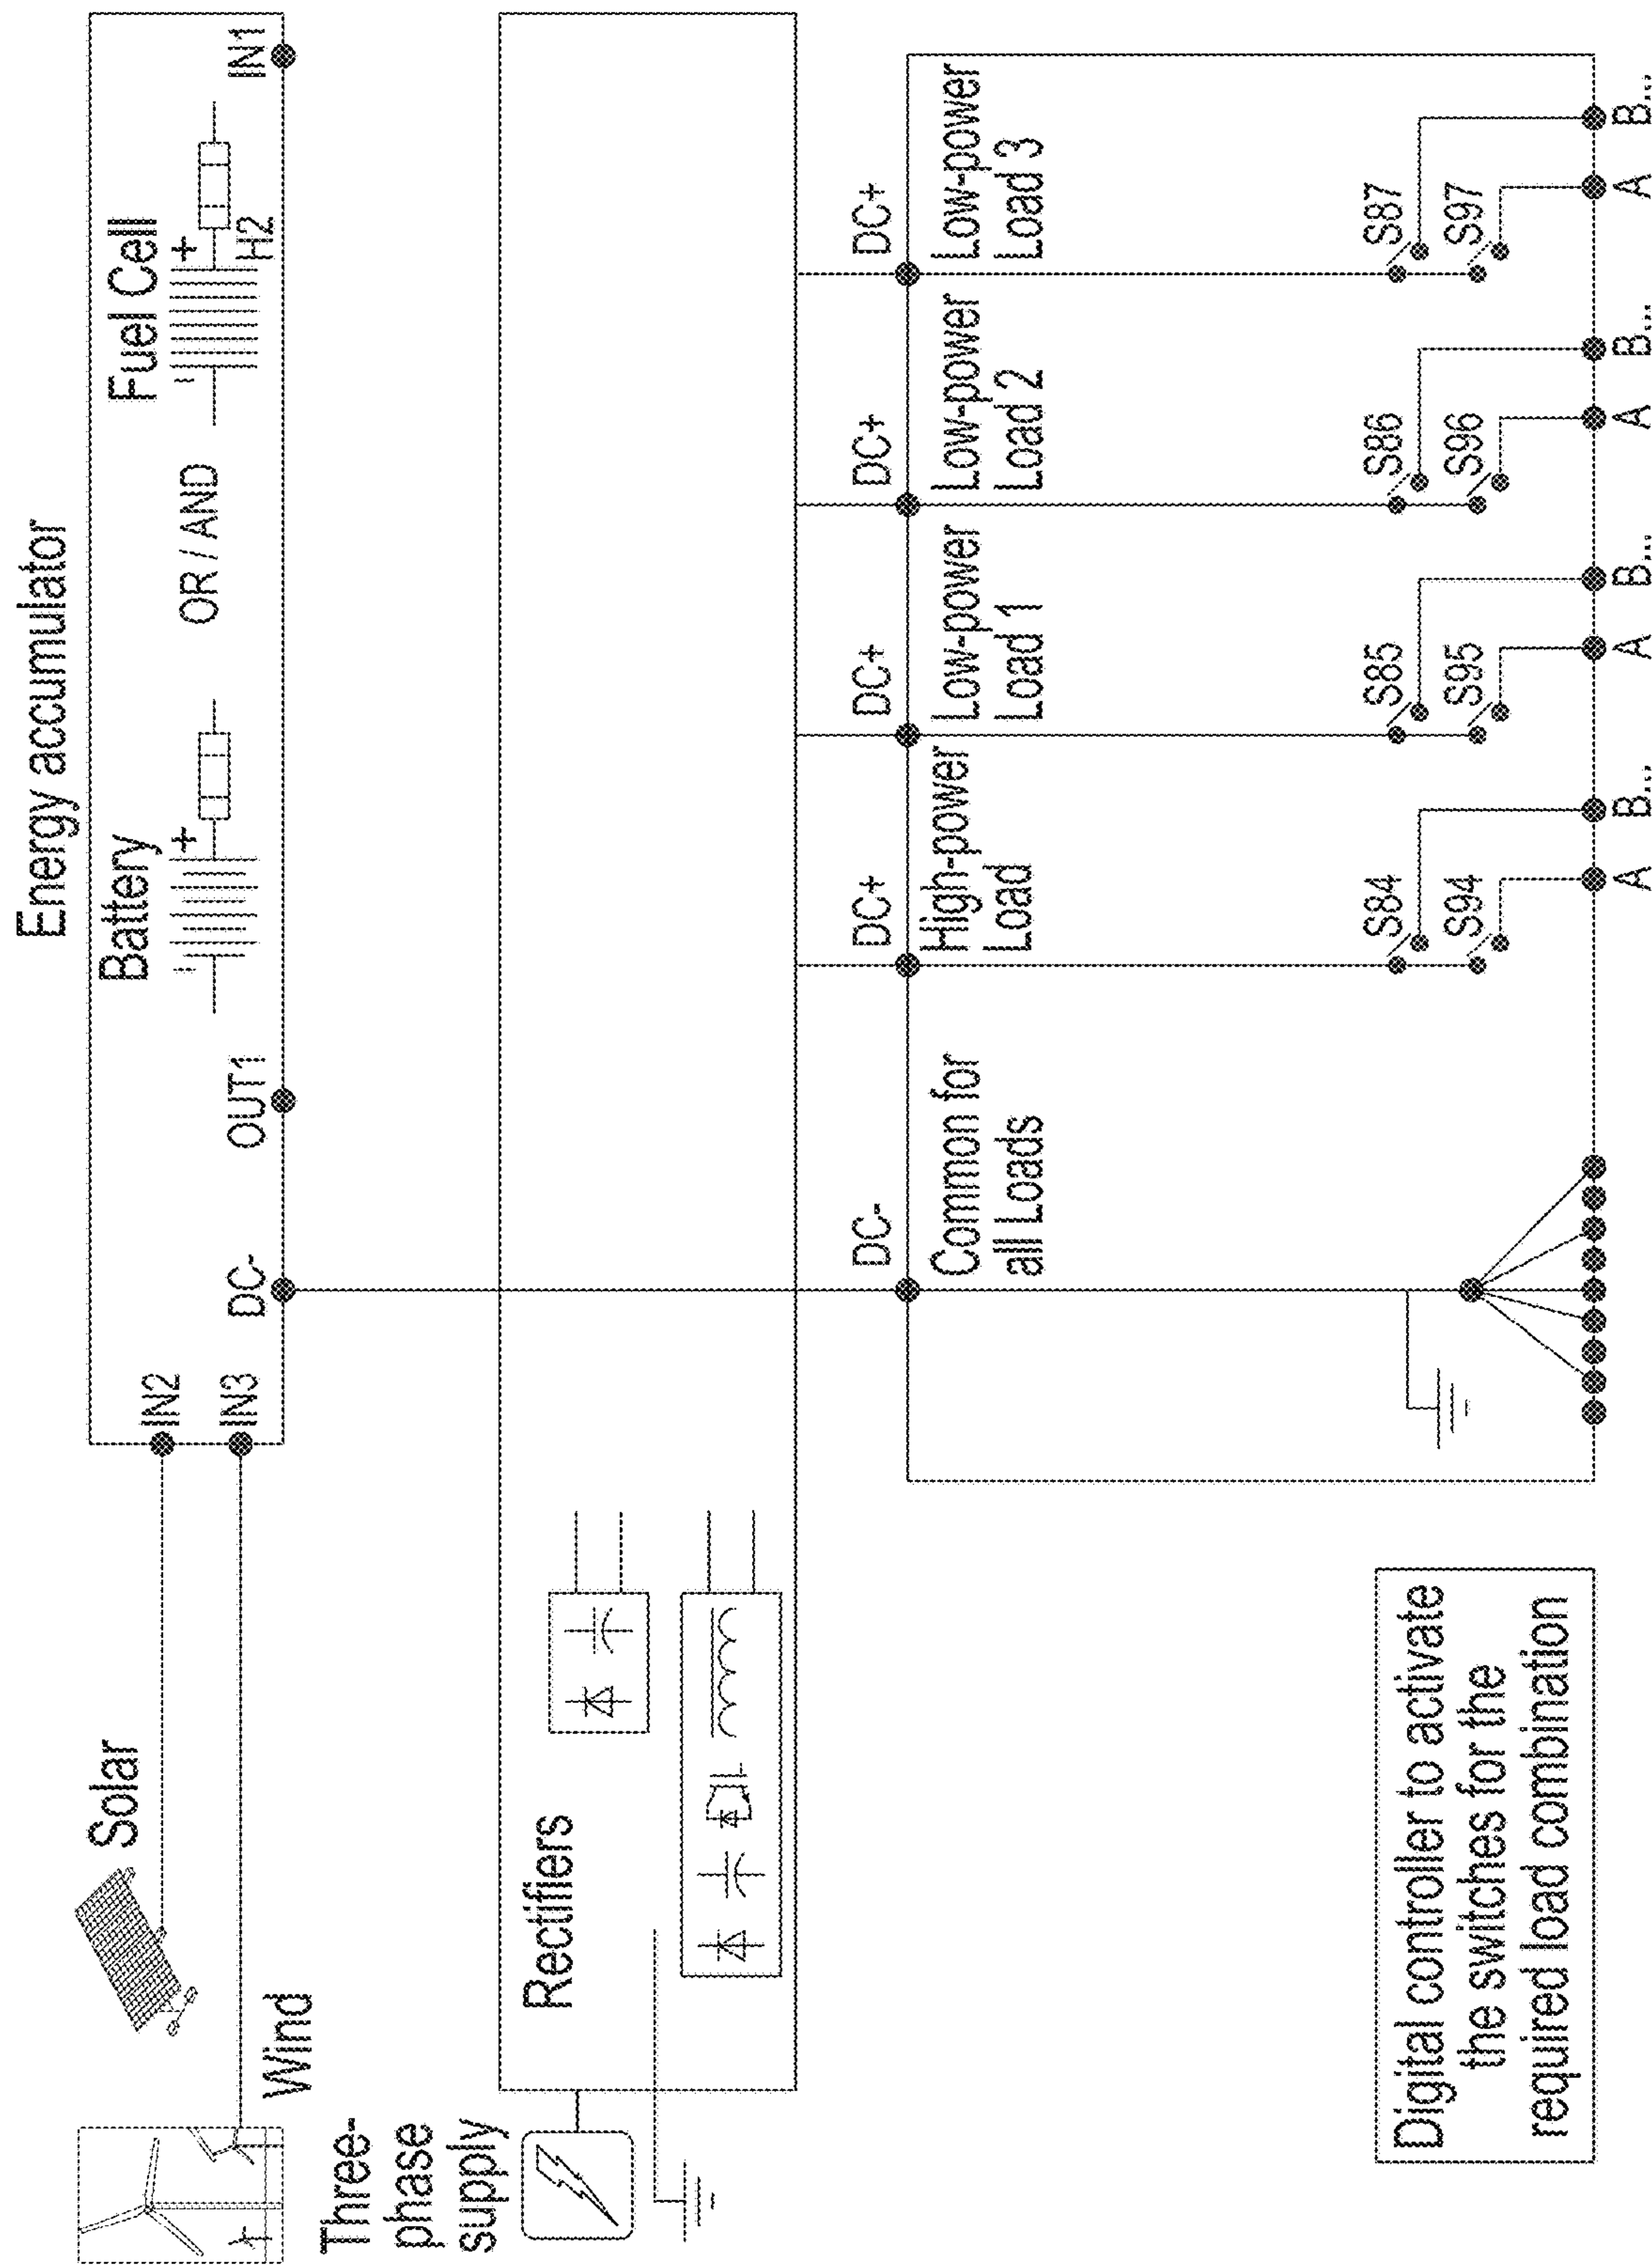 Energy accumulator
Battery
Fuel Cell
-
+
OR / AND
-
+
H2
IN2
IN3
DC-
OUT1
IN1
Solar
Wind
Three-
phase
supply
Rectifiers
DC-
DC+
DC+
DC+
DC+
Common for
all Loads
High-power
Load
Low-power
Load 1
Low-power
Load 2
Low-power
Load 3
S84
S94
S85
S95
S86
S96
S87
S97
A
B...
A
B...
A
B...
A
B...
Digital controller to activate
the switches for the
required load combination